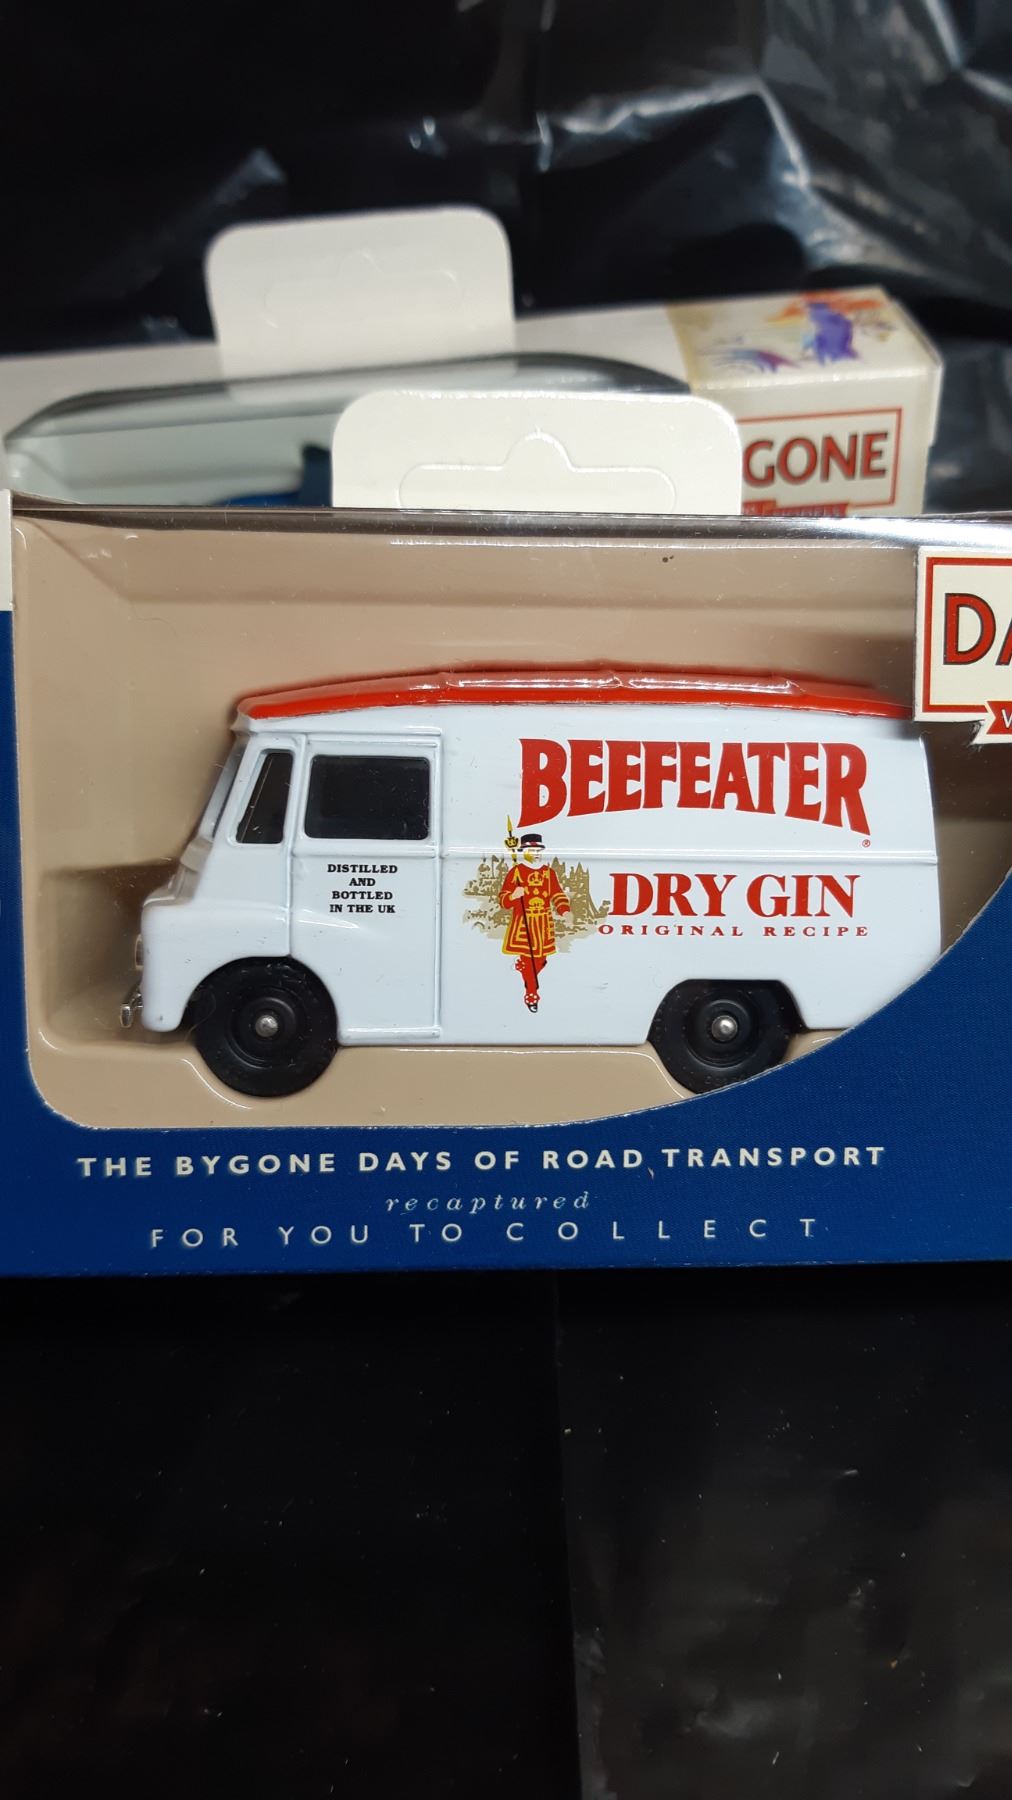 GONE
DA
BEEFEATER
®
DRY GIN
ORIGINAL RECIPE
DISTILLED
AND
BOTTLED
IN THE UK
THE BYGONE DAYS OF ROAD TRANSPORT
recaptured
FOR YOU TO COLLECT